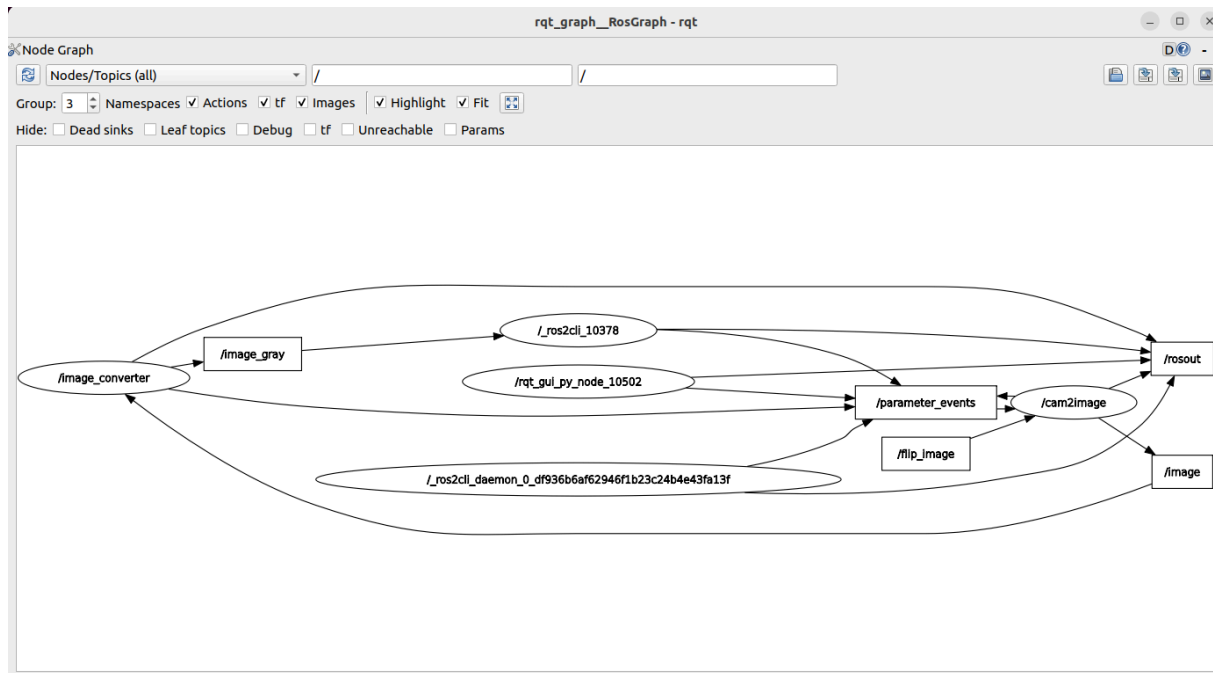 rqt_graph__RosGraph - rqt
Node Graph
D
-
Nodes/Topics (all)
/
/
Group: 3 Namespaces Actions tf Images Highlight Fit
Hide: Dead sinks Leaf topics Debug tf Unreachable Params
/_ros2cli_10378
/image_gray
/rosout
/image_converter
/rqt_gui_py_node_10502
/parameter_events
/cam2image
/flip_image
/_ros2cli_daemon_0_df936b6af62946f1b23c24b4e43fa13f
/image